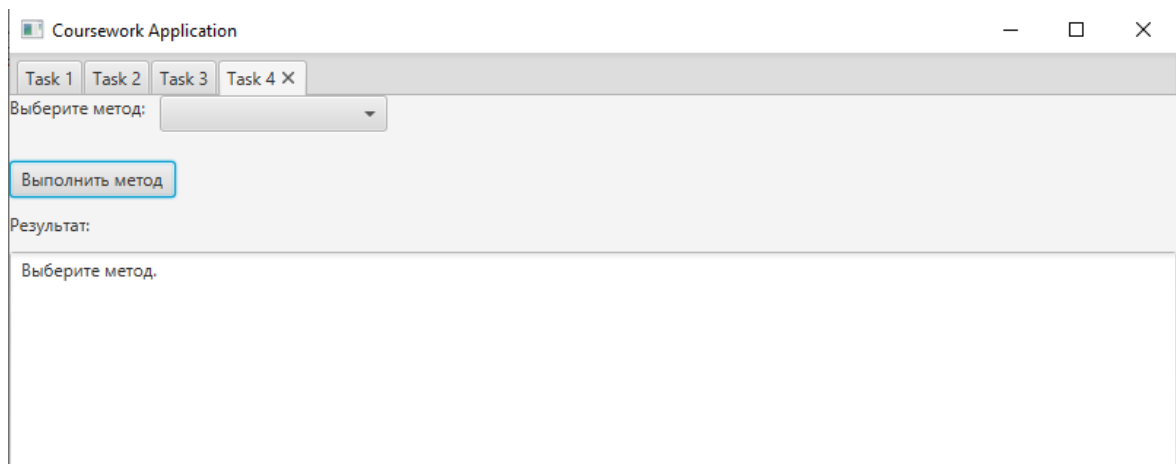 Coursework Application
Task 1 Task 2 Task 3 Task 4
Выберите метод:
Выполнить метод
Результат:
Выберите метод.